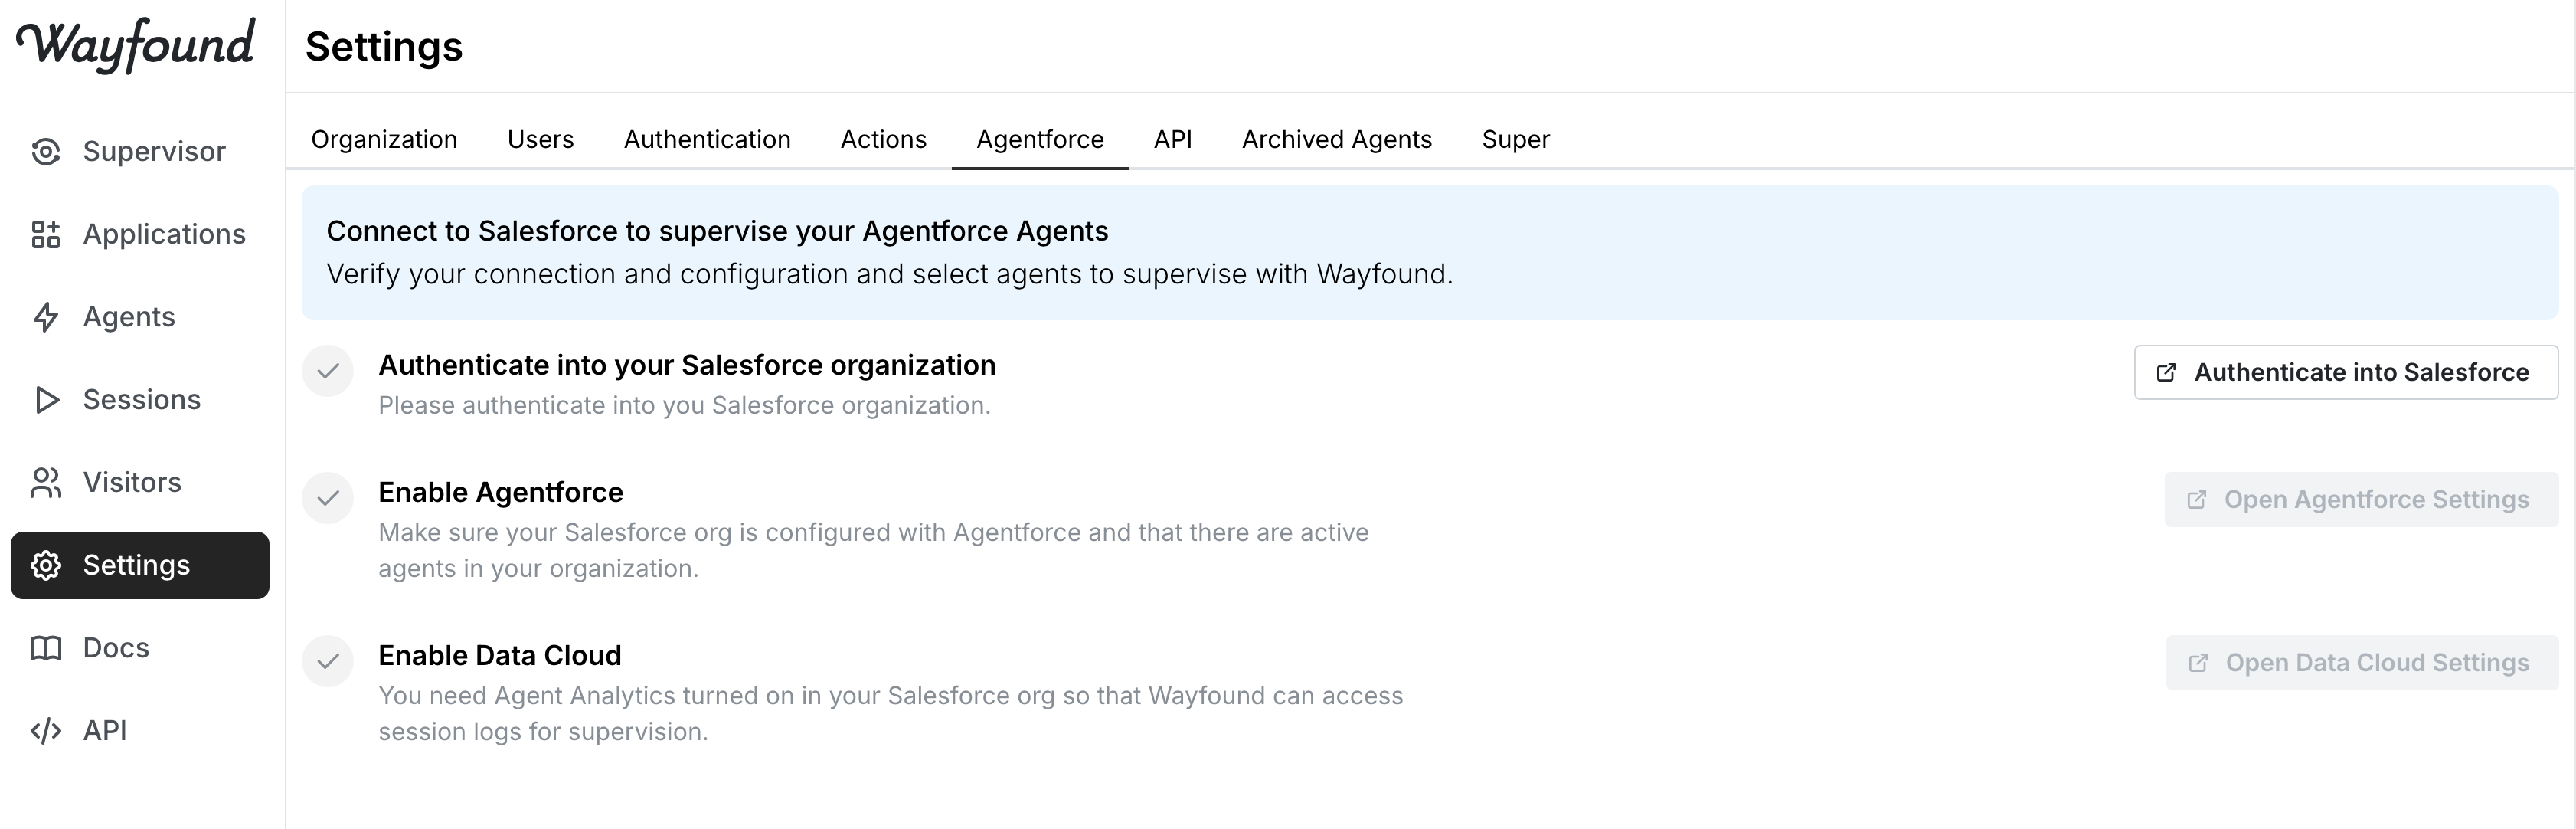 Wayfound
Settings
Supervisor
Applications
Agents
Sessions
Visitors
Settings
Docs
API
Organization Users Authentication Actions Agentforce API Archived Agents Super
Connect to Salesforce to supervise your Agentforce Agents
Verify your connection and configuration and select agents to supervise with Wayfound.
Authenticate into your Salesforce organization
Please authenticate into you Salesforce organization.
Authenticate into Salesforce
Enable Agentforce
Make sure your Salesforce org is configured with Agentforce and that there are active
agents in your organization.
Open Agentforce Settings
Enable Data Cloud
You need Agent Analytics turned on in your Salesforce org so that Wayfound can access
session logs for supervision.
Open Data Cloud Settings